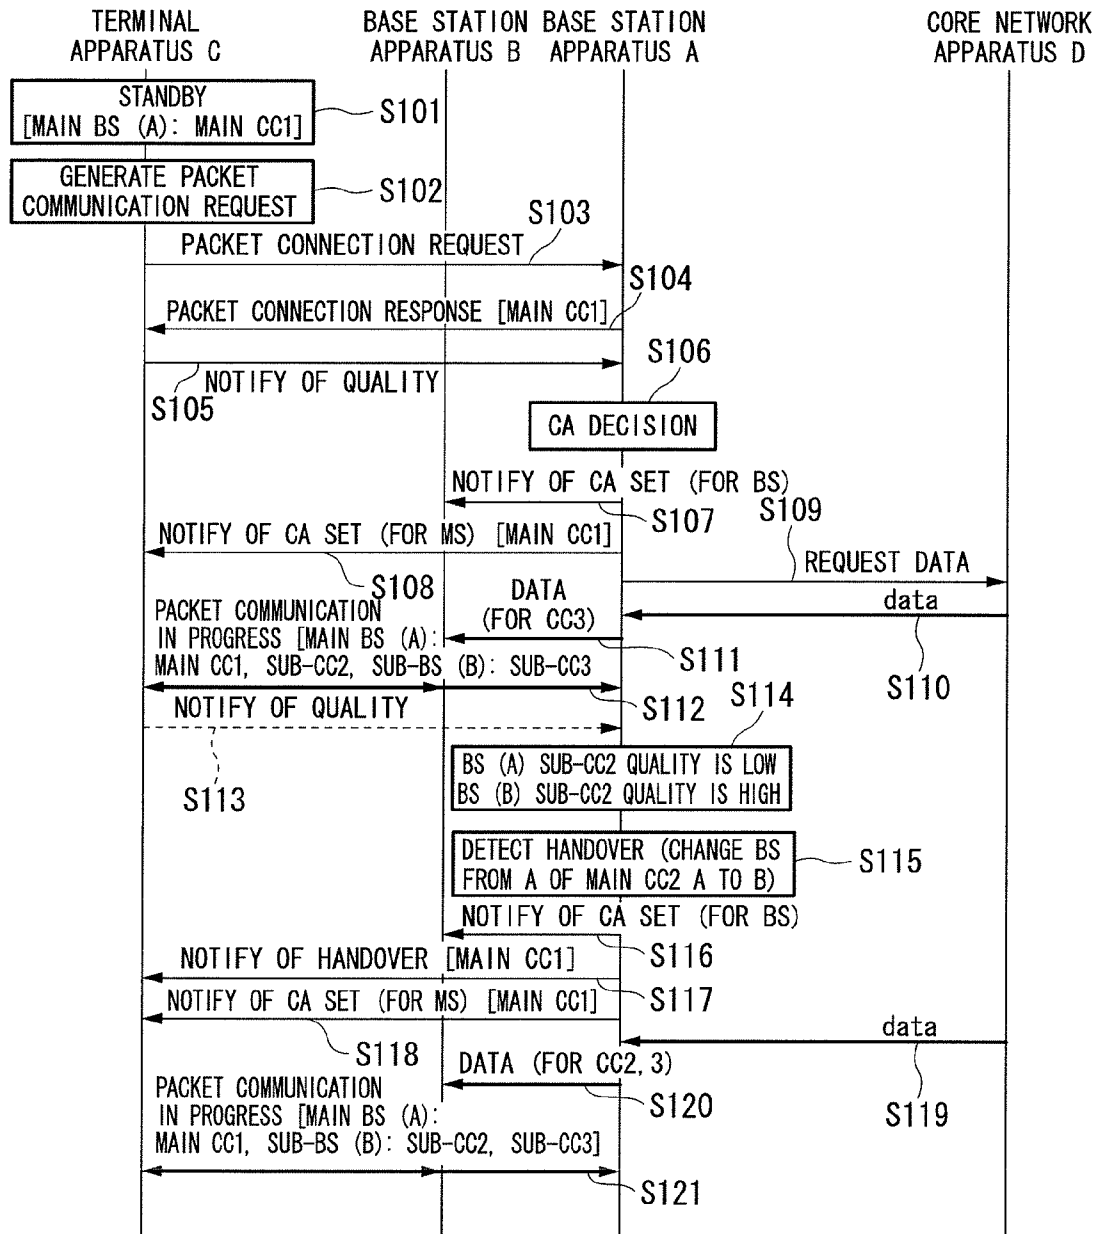 TERMINAL
APPARATUS C
BASE STATION
APPARATUS B
BASE STATION
APPARATUS A
CORE NETWORK
APPARATUS D
STANDBY
[MAIN BS (A): MAIN CC1]
S101
GENERATE PACKET
COMMUNICATION REQUEST
S102
S103
PACKET CONNECTION REQUEST
S104
PACKET CONNECTION RESPONSE [MAIN CC1]
S106
NOTIFY OF QUALITY
S105
CA DECISION
NOTIFY OF CA SET (FOR BS)
S107
S109
NOTIFY OF CA SET (FOR MS) [MAIN CC1]
REQUEST DATA
S108
DATA
(FOR CC3)
data
S111
S110
PACKET COMMUNICATION
IN PROGRESS [MAIN BS (A):
MAIN CC1, SUB-CC2, SUB-BS (B): SUB-CC3
S112
S114
NOTIFY OF QUALITY
S113
BS (A) SUB-CC2 QUALITY IS LOW
BS (B) SUB-CC2 QUALITY IS HIGH
DETECT HANDOVER (CHANGE BS
FROM A OF MAIN CC2 A TO B)
S115
NOTIFY OF CA SET (FOR BS)
S116
NOTIFY OF HANDOVER [MAIN CC1]
S117
NOTIFY OF CA SET (FOR MS) [MAIN CC1]
S118
data
S119
DATA (FOR CC2, 3)
S120
PACKET COMMUNICATION
IN PROGRESS [MAIN BS (A):
MAIN CC1, SUB-BS (B): SUB-CC2, SUB-CC3]
S121